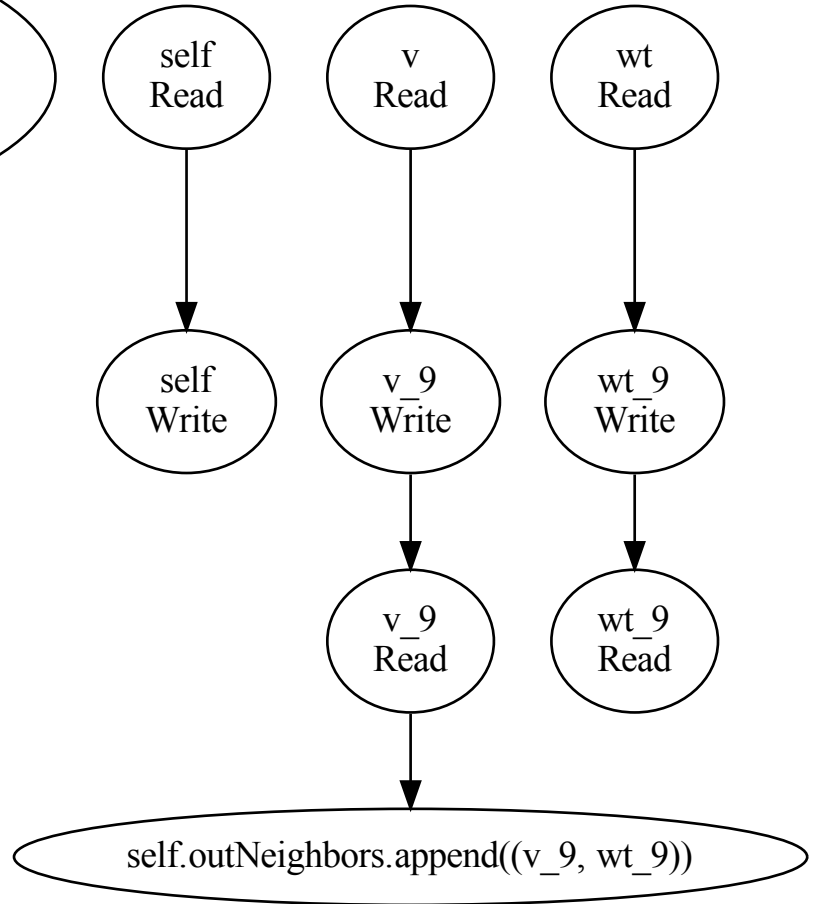 self
Read
v
Read
wt
Read
self
Write
v_9
Write
wt_9
Write
v_9
Read
wt_9
Read
self.outNeighbors.append((v_9, wt_9))